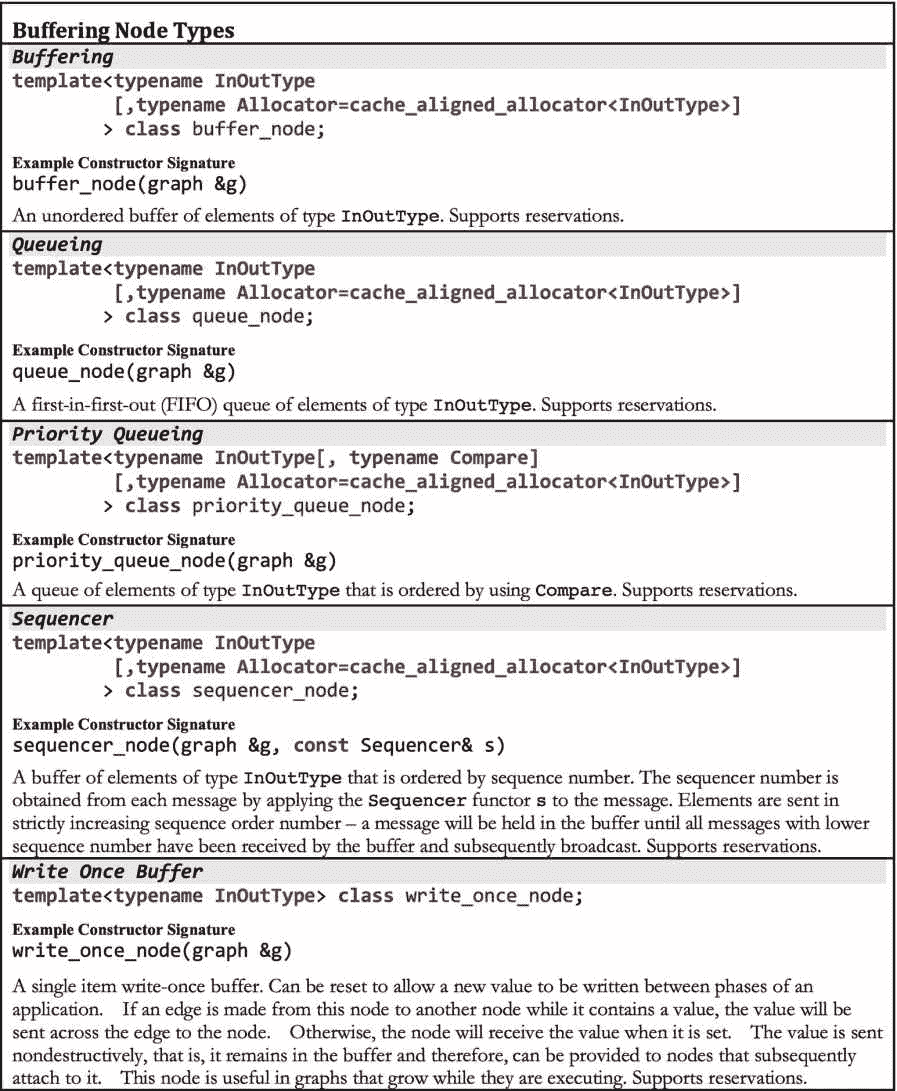 Buffering Node Types
Buffering
template<typename InOutType
[,typename Allocator=cache_aligned_allocator<InOutType>]
> class buffer_node;
Example Constructor Signature
buffer_node(graph &g)
An unordered buffer of elements of type InOutType. Supports reservations.
Queueing
template<typename InOutType
[,typename Allocator=cache_aligned_allocator<InOutType>]
> class queue_node;
Example Constructor Signature
queue_node(graph &g)
A first-in-first-out (FIFO) queue of elements of type InOutType. Supports reservations.
Priority Queueing
template<typename InOutType[, typename Compare]
[,typename Allocator=cache_aligned_allocator<InOutType>]
> class priority_queue_node;
Example Constructor Signature
priority_queue_node(graph &g)
A queue of elements of type InOutType that is ordered by using Compare. Supports reservations.
Sequencer
template<typename InOutType
[,typename Allocator=cache_aligned_allocator<InOutType>]
> class sequencer_node;
Example Constructor Signature
sequencer_node(graph &g, const Sequencer& s)
A buffer of elements of type InOutType that is ordered by sequence number. The sequencer number is
obtained from each message by applying the Sequencer functor s to the message. Elements are sent in
strictly increasing sequence order number – a message will be held in the buffer until all messages with lower
sequence number have been received by the buffer and subsequently broadcast. Supports reservations.
Write Once Buffer
template<typename InOutType> class write_once_node;
Example Constructor Signature
write_once_node(graph &g)
A single item write-once buffer. Can be reset to allow a new value to be written between phases of an
application. If an edge is made from this node to another node while it contains a value, the value will be
sent across the edge to the node. Otherwise, the node will receive the value when it is set. The value is sent
nondestructively, that is, it remains in the buffer and therefore, can be provided to nodes that subsequently
attach to it. This node is useful in graphs that grow while they are executing. Supports reservations.